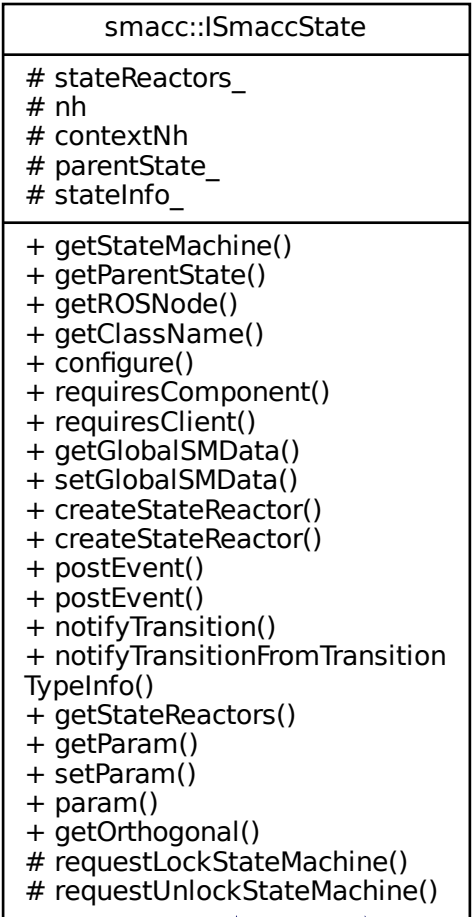 smacc::ISmaccState
# stateReactors_
# nh
# contextNh
# parentState_
# stateInfo_
+ getStateMachine()
+ getParentState()
+ getROSNode()
+ getClassName()
+ configure()
+ requiresComponent()
+ requiresClient()
+ getGlobalSMData()
+ setGlobalSMData()
+ createStateReactor()
+ createStateReactor()
+ postEvent()
+ postEvent()
+ notifyTransition()
+ notifyTransitionFromTransition
TypeInfo()
+ getStateReactors()
+ getParam()
+ setParam()
+ param()
+ getOrthogonal()
# requestLockStateMachine()
# requestUnlockStateMachine()